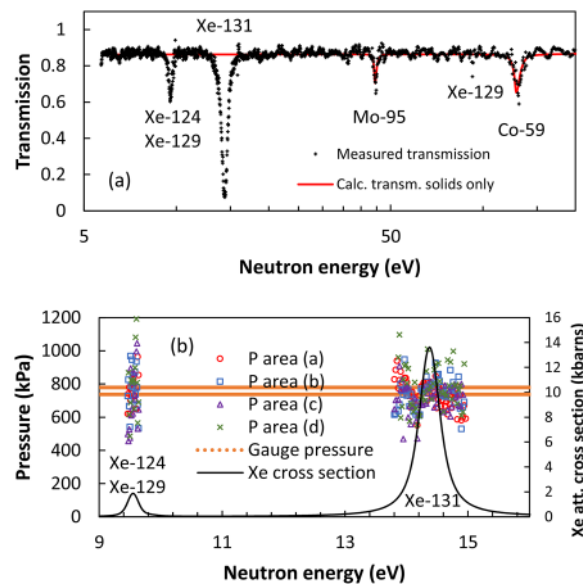 Xe-131
1
0.8
0.6
0.4
0.2
0
Transmission
Xe-124
Xe-129
Mo-95
Xe-129
Co-59
Measured transmission
Calc. transm. solids only
(a)
5
50
Neutron energy (eV)
1200
1000
800
600
400
200
0
Pressure (kPa)
(b)
P area (a)
P area (b)
P area (c)
P area (d)
Gauge pressure
Xe cross section
Xe-124
Xe-129
Xe-131
16
14
12
10
8
6
4
2
0
Xe att. cross section (kbarns)
9
11
13
15
Neutron energy (eV)